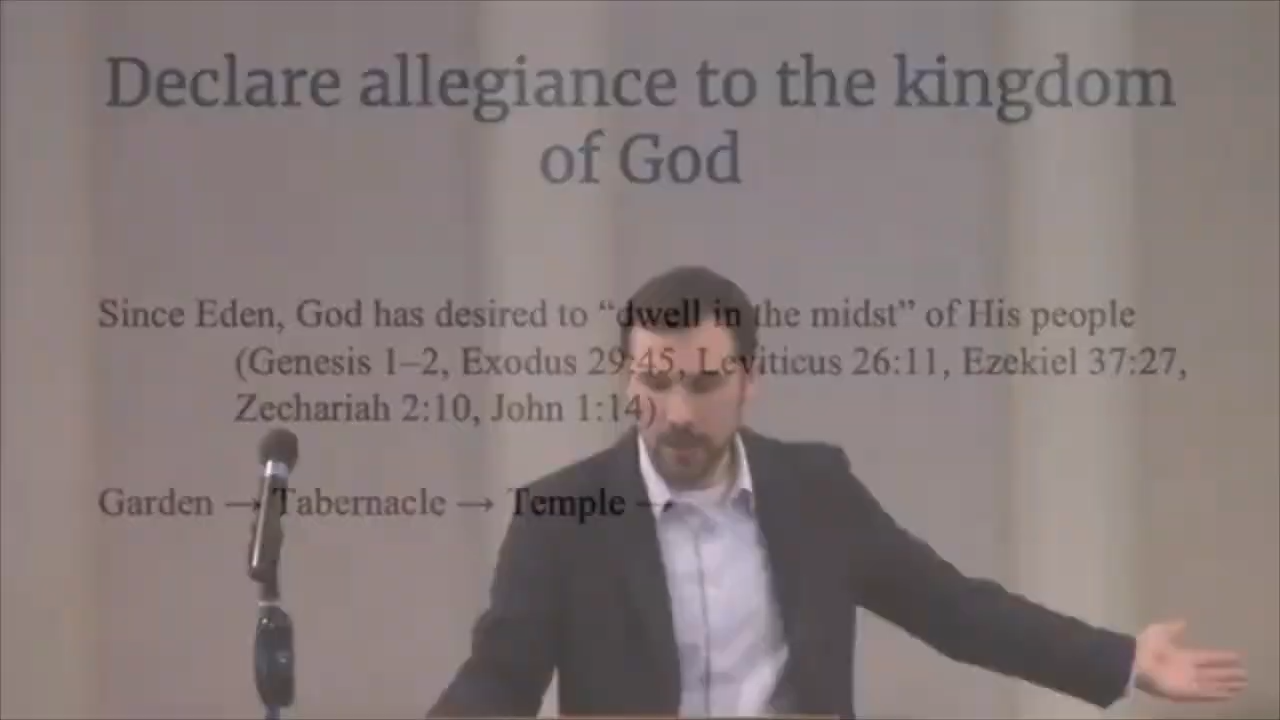 Declare allegiance to the kingdom
of God
Since Eden, God has desired to “dwell in the midst” of His people
(Genesis 1–2, Exodus 29:45, Leviticus 26:11, Ezekiel 37:27,
Zechariah 2:10, John 1:14)
Garden → Tabernacle → Temple →